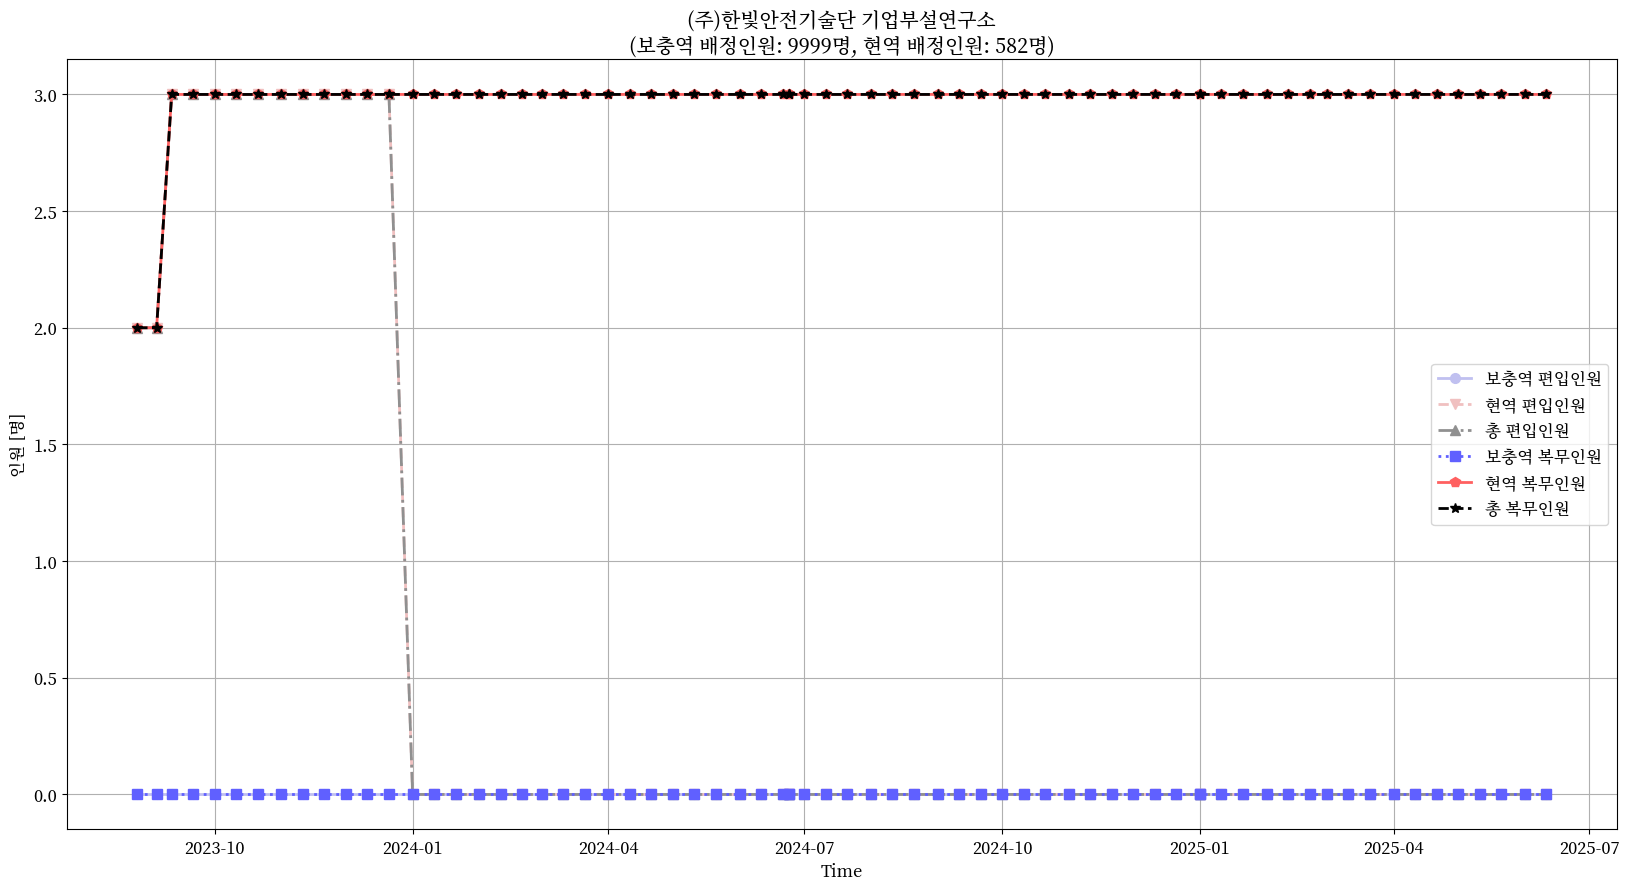 (주)한빛안전기술단 기업부설연구소
(보충역 배정인원: 9999명, 현역 배정인원: 582명)
3.0
2.5
2.0
1.5
1.0
0.5
0.0
인원 [명]
보충역 편입인원
현역 편입인원
총 편입인원
보충역 복무인원
현역 복무인원
총 복무인원
2023-10
2024-01
2024-04
2024-07
2024-10
2025-01
2025-04
2025-07
Time